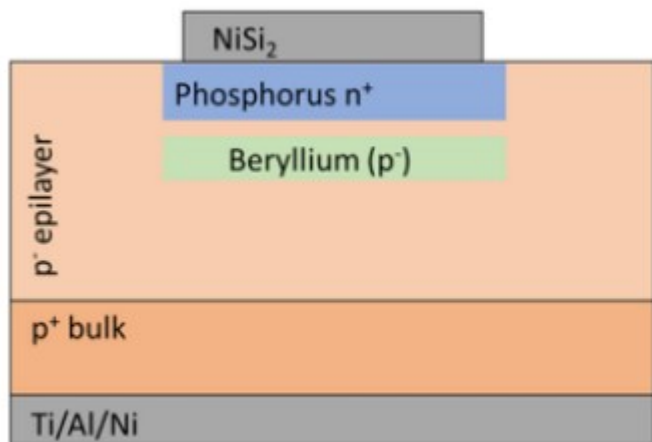 NiSi₂
Phosphorus n⁺
Beryllium (p⁻)
p⁻ epilayer
p⁺ bulk
Ti/Al/Ni